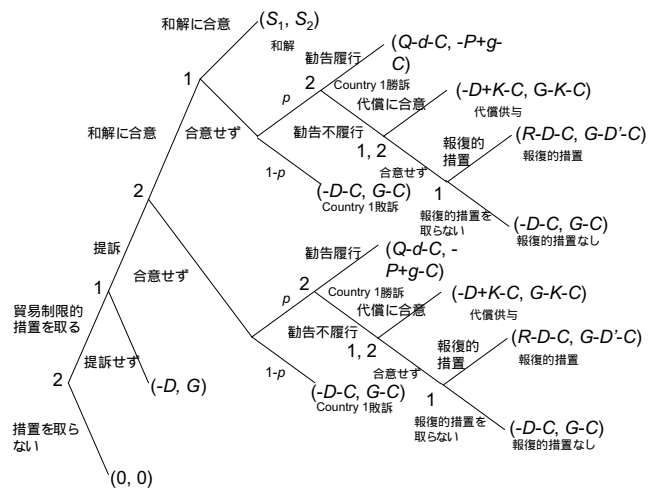 和解に合意
(S₁, S₂)
和解
勧告履行
(Q-d-C, -P+g-
C)
1
p
2
Country 1勝訴
代償に合意
(-D+K-C, G-K-C)
代償供与
和解に合意
合意せず
勧告不履行
1, 2
報復的
措置
(R-D-C, G-D'-C)
報復的措置
合意せず
1-p
(-D-C, G-C)
Country 1敗訴
1
2
報復的措置を
取らない
(-D-C, G-C)
報復的措置なし
提訴
合意せず
勧告履行
(Q-d-C, -
P+g-C)
p
2
Country 1勝訴
代償に合意
(-D+K-C, G-K-C)
代償供与
1
貿易制限的
措置を取る
勧告不履行
1, 2
報復的
措置
(R-D-C, G-D'-C)
報復的措置
提訴せず
合意せず
1-p
2
(-D, G)
(-D-C, G-C)
Country 1敗訴
1
報復的措置を
取らない
(-D-C, G-C)
報復的措置なし
措置を取ら
ない
(0, 0)